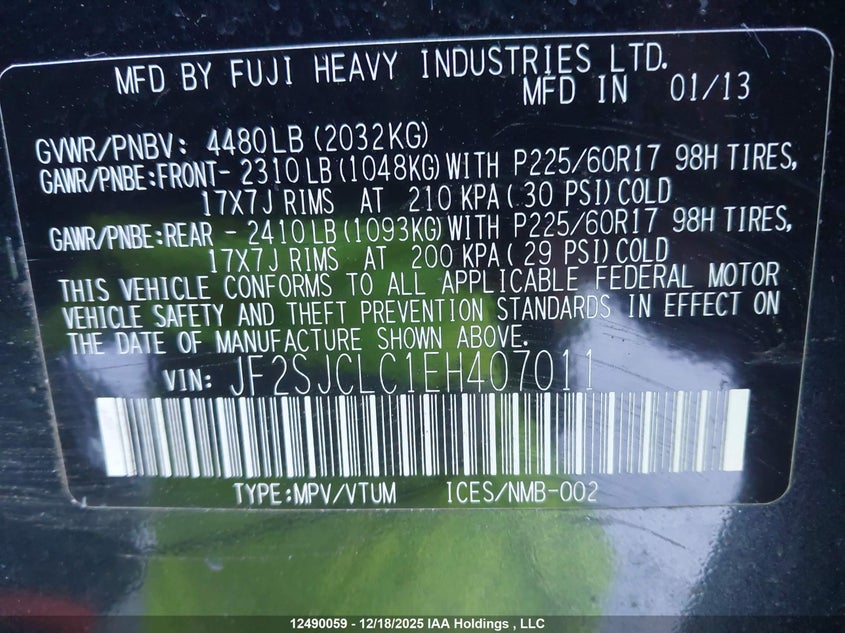 MFD BY FUJI HEAVY INDUSTRIES LTD.
MFD IN 01/13
GVWR/PNBV: 4480LB(2032KG)
GAWR/PNBE:FRONT-2310LB(1048KG)WITH P225/60R17 98H TIRES,
17X7J RIMS AT 210 KPA(30 PSI)COLD
GAWR/PNBE:REAR -2410LB(1093KG)WITH P225/60R17 98H TIRES,
17X7J RIMS AT 200 KPA(29 PSI)COLD
THIS VEHICLE CONFORMS TO ALL APPLICABLE FEDERAL MOTOR
VEHICLE SAFETY AND THEFT PREVENTION STANDARDS IN EFFECT ON
THE DATE OF MANUFACTURE SHOWN ABOVE.
VIN: JF2SJCLC1EH407011
TYPE:MPV/VTUM ICES/NMB-002
12490059 - 12/18/2025 IAA Holdings , LLC